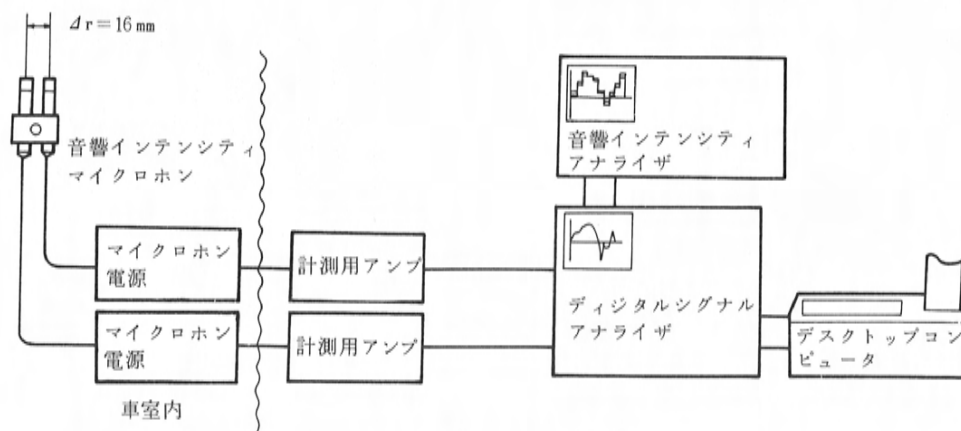 Δr＝16㎜
音響インテンシティ
マイクロホン
マイクロホン
電源
マイクロホン
電源
車室内
計測用アンプ
計測用アンプ
音響インテンシティ
アナライザ
ディジタルシグナル
アナライザ
デスクトップコン
ピュータ